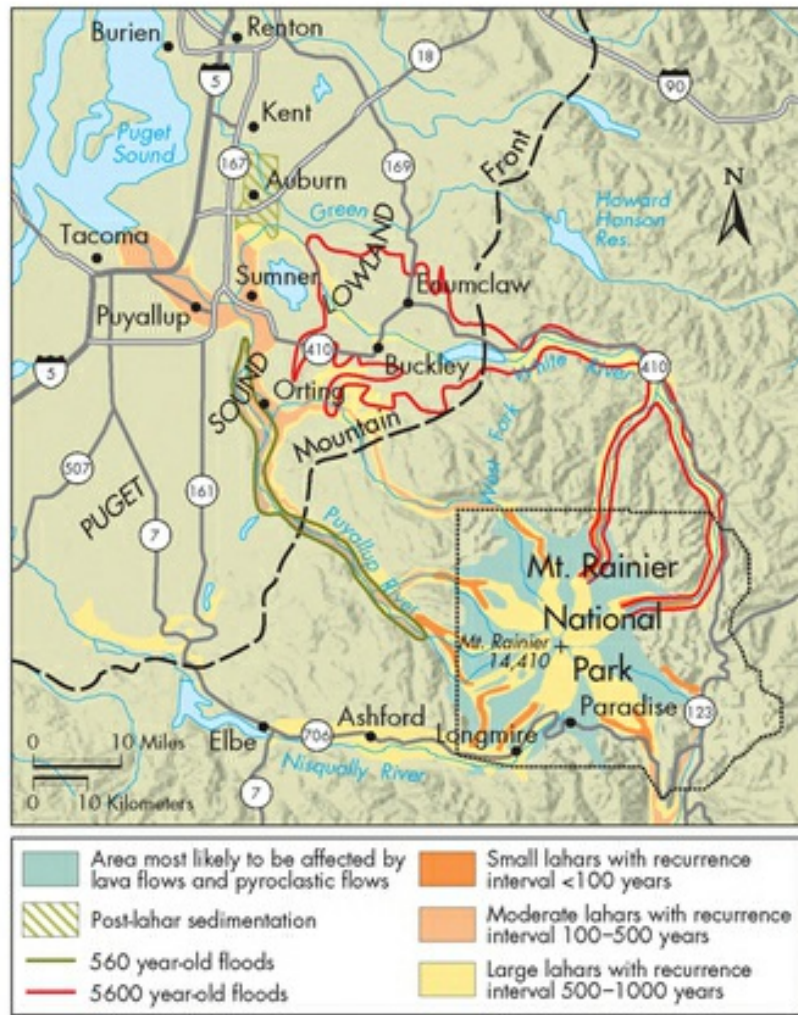 Burien
Renton
18
5
90
Kent
Puget
Sound
167
169
Front
Auburn
Green
Howard
Hanson
Res.
N
Tacoma
LOWLAND
Sumner
Enumclaw
Puyallup
410
Buckley
White River
410
5
SOUND
Orting
Mountain
West Fork
507
PUGET
161
7
Puyallup
River
Mt. Rainier
National
Park
Mt. Rainier
14,410
Paradise
123
0 10 Miles
0 10 Kilometers
Elbe
706
Ashford
Longmire
Nisqually River
7
Area most likely to be affected by
lava flows and pyroclastic flows
Post-lahar sedimentation
560 year-old floods
5600 year-old floods
Small lahars with recurrence
interval <100 years
Moderate lahars with recurrence
interval 100–500 years
Large lahars with recurrence
interval 500–1000 years